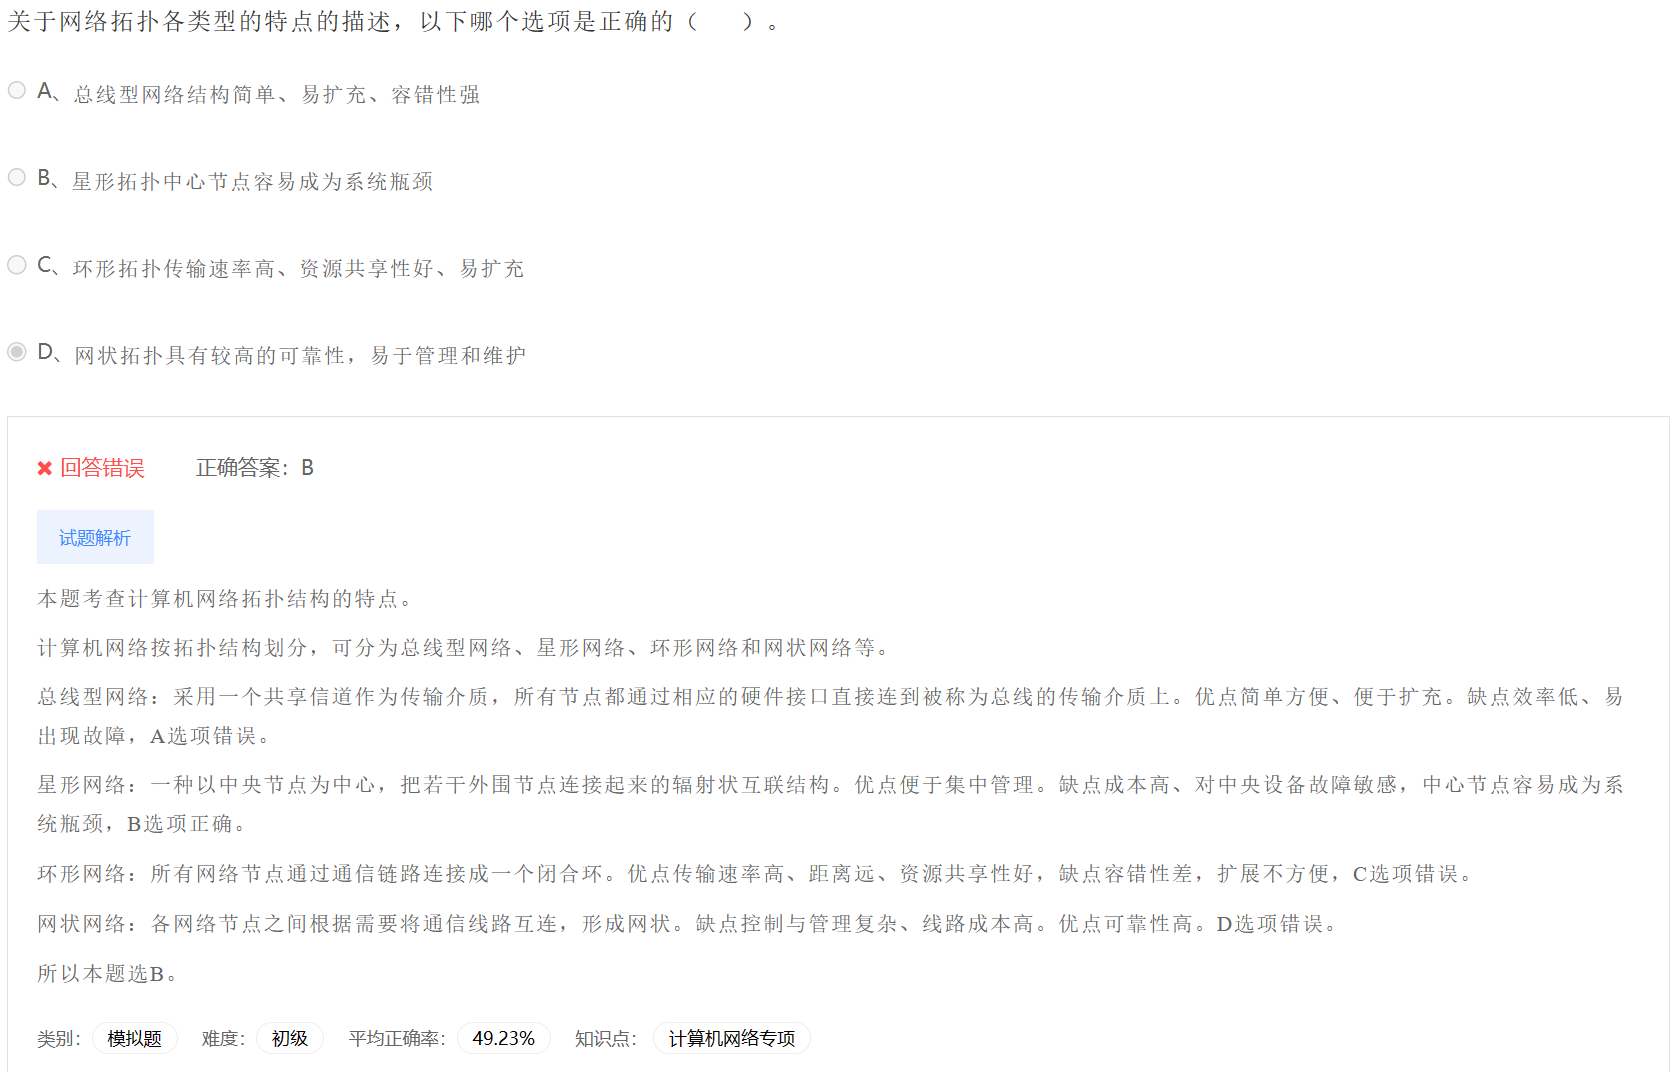 关于网络拓扑各类型的特点的描述，以下哪个选项是正确的（　）。
A、总线型网络结构简单、易扩充、容错性强
B、星形拓扑中心节点容易成为系统瓶颈
C、环形拓扑传输速率高、资源共享性好、易扩充
D、网状拓扑具有较高的可靠性，易于管理和维护
回答错误 正确答案：B
试题解析
本题考查计算机网络拓扑结构的特点。
计算机网络按拓扑结构划分，可分为总线型网络、星形网络、环形网络和网状网络等。
总线型网络：采用一个共享信道作为传输介质，所有节点都通过相应的硬件接口直接连到被称为总线的传输介质上。优点简单方便、便于扩充。缺点效率低、易
出现故障，A选项错误。
星形网络：一种以中央节点为中心，把若干外围节点连接起来的辐射状互联结构。优点便于集中管理。缺点成本高、对中央设备故障敏感，中心节点容易成为系
统瓶颈，B选项正确。
环形网络：所有网络节点通过通信链路连接成一个闭合环。优点传输速率高、距离远、资源共享性好，缺点容错性差，扩展不方便，C选项错误。
网状网络：各网络节点之间根据需要将通信线路互连，形成网状。缺点控制与管理复杂、线路成本高。优点可靠性高。D选项错误。
所以本题选B。
类别： 模拟题 难度： 初级 平均正确率： 49.23% 知识点： 计算机网络专项